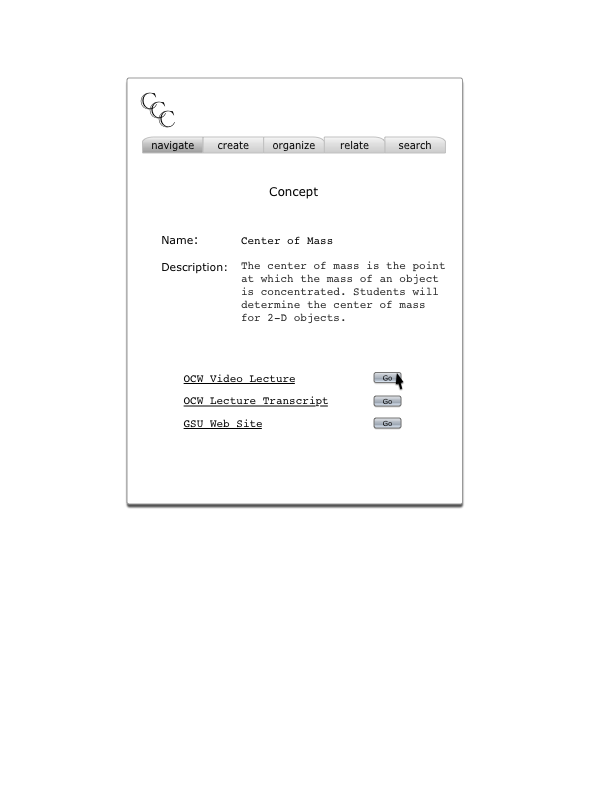 CCC
navigate create organize relate search
Concept
Name: Center of Mass
Description: The center of mass is the point
at which the mass of an object
is concentrated. Students will
determine the center of mass
for 2-D objects.
OCW Video Lecture Go
OCW Lecture Transcript Go
GSU Web Site Go